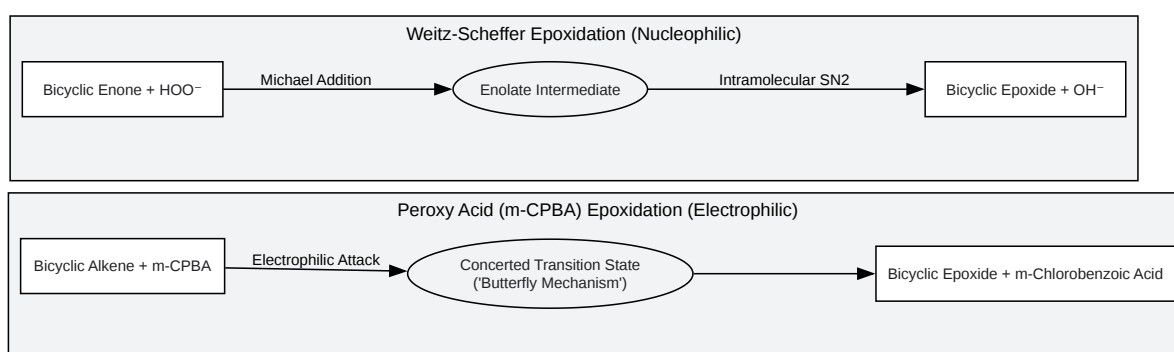 Weitz-Scheffer Epoxidation (Nucleophilic)
Bicyclic Enone + HOO⁻
Michael Addition
Enolate Intermediate
Intramolecular SN2
Bicyclic Epoxide + OH⁻
Peroxy Acid (m-CPBA) Epoxidation (Electrophilic)
Bicyclic Alkene + m-CPBA
Electrophilic Attack
Concerted Transition State
('Butterfly Mechanism')
Bicyclic Epoxide + m-Chlorobenzoic Acid